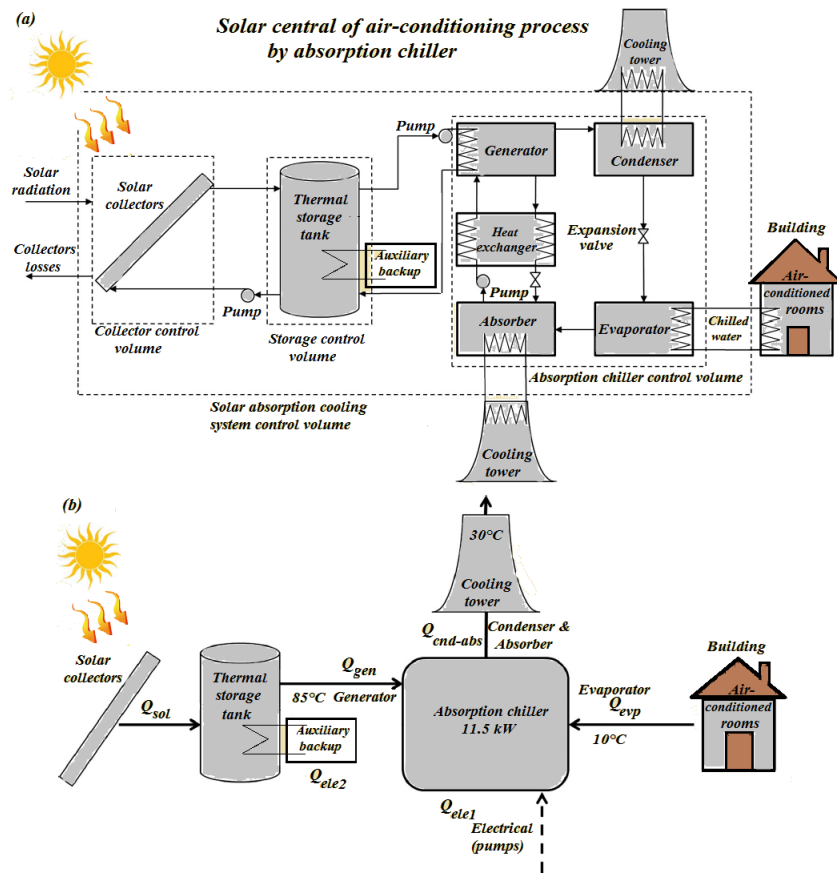 (a)
Solar central of air-conditioning process
by absorption chiller
Cooling
tower
Pump
Generator
Condenser
Solar
radiation
Solar
collectors
Thermal
storage
tank
Heat
exchanger
Expansion
valve
Building
Collectors
losses
Auxiliary
backup
Air-
conditioned
rooms
Pump
Pump
Absorber
Evaporator
Chilled
water
Collector control
volume
Storage control
volume
Absorption chiller control volume
Solar absorption cooling
system control volume
Cooling
tower
(b)
30°C
Cooling
tower
Q cnd-abs
Condenser &
Absorber
Building
Solar
collectors
Thermal
storage
tank
Q gen
85°C Generator
Evaporator
Q evp
10°C
Air-
conditioned
rooms
Q sol
Absorption chiller
11.5 kW
Auxiliary
backup
Q ele2
Q ele1
Electrical
(pumps)